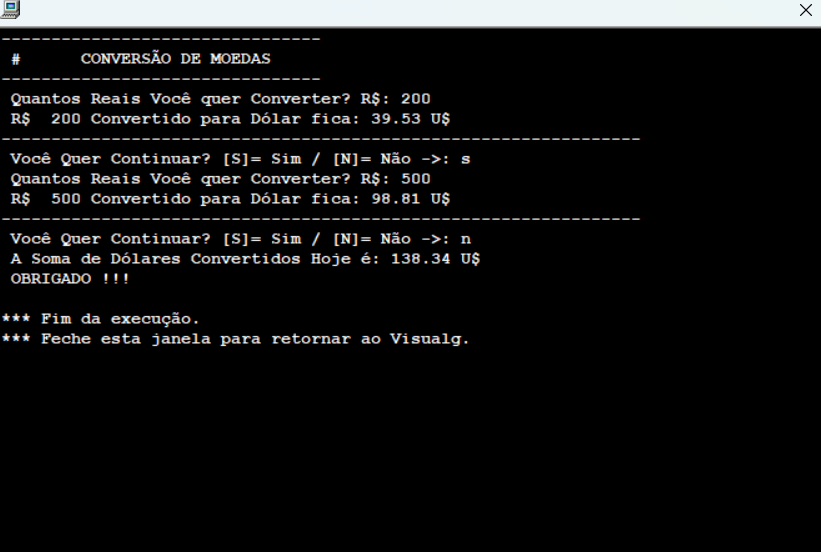 --------------------------------
#      CONVERSÃO DE MOEDAS
--------------------------------
Quantos Reais Você quer Converter? R$: 200
R$  200 Convertido para Dólar fica: 39.53 U$
----------------------------------------------------------------
Você Quer Continuar? [S]= Sim / [N]= Não ->: s
Quantos Reais Você quer Converter? R$: 500
R$  500 Convertido para Dólar fica: 98.81 U$
----------------------------------------------------------------
Você Quer Continuar? [S]= Sim / [N]= Não ->: n
A Soma de Dólares Convertidos Hoje é: 138.34 U$
OBRIGADO !!!
*** Fim da execução.
*** Feche esta janela para retornar ao Visualg.